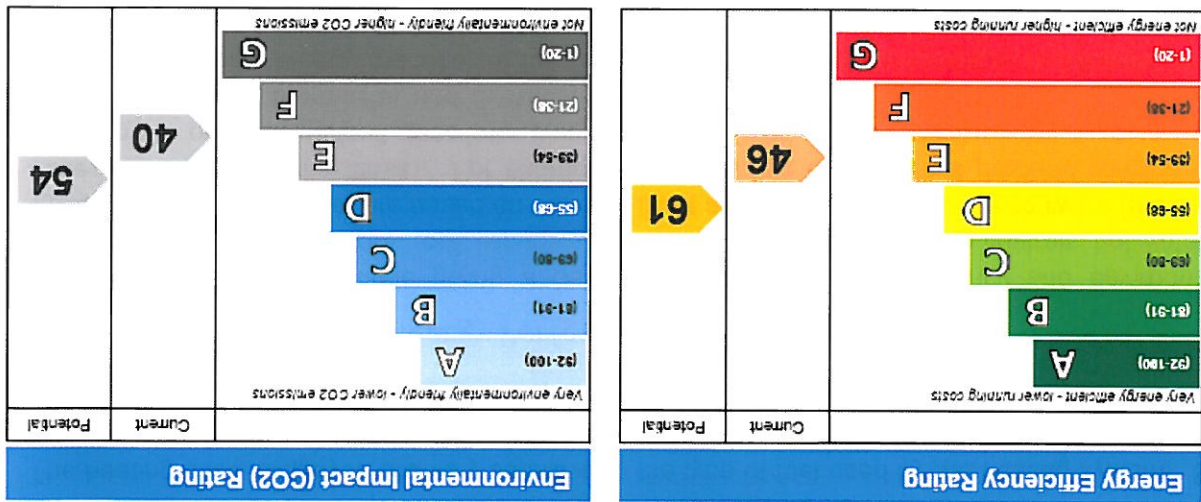 Energy Efficiency Rating
Current Potential
Very energy efficient - lower running costs
(92-100) A
(81-91) B
(69-80) C
(55-68) D
61
(39-54) E
46
(21-38) F
(1-20) G
Not energy efficient - higher running costs
Environmental Impact (CO2) Rating
Current Potential
Very environmentally friendly - lower CO2 emissions
(92-100) A
(81-91) B
(69-80) C
(55-68) D
(39-54) E
54
40
(21-38) F
(1-20) G
Not environmentally friendly - higher CO2 emissions